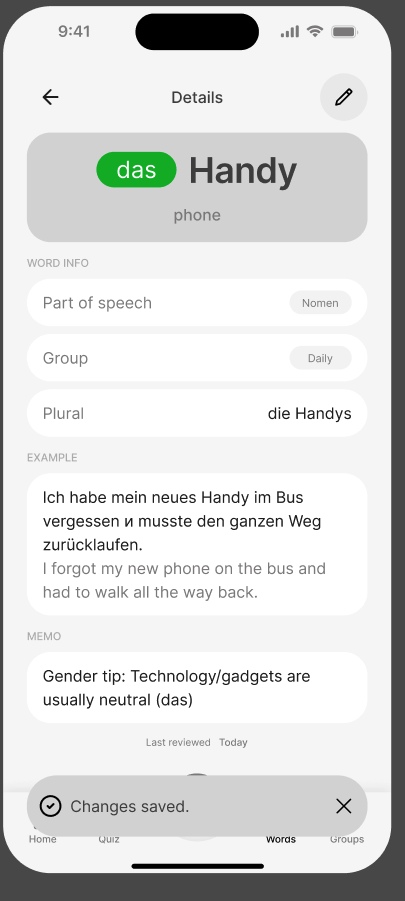 9:41
Details
das Handy
phone
WORD INFO
Part of speech Nomen
Group Daily
Plural die Handys
EXAMPLE
Ich habe mein neues Handy im Bus
vergessen и musste den ganzen Weg
zurücklaufen.
I forgot my new phone on the bus and
had to walk all the way back.
MEMO
Gender tip: Technology/gadgets are
usually neutral (das)
Last reviewed Today
Changes saved.
Home Quiz Words Groups